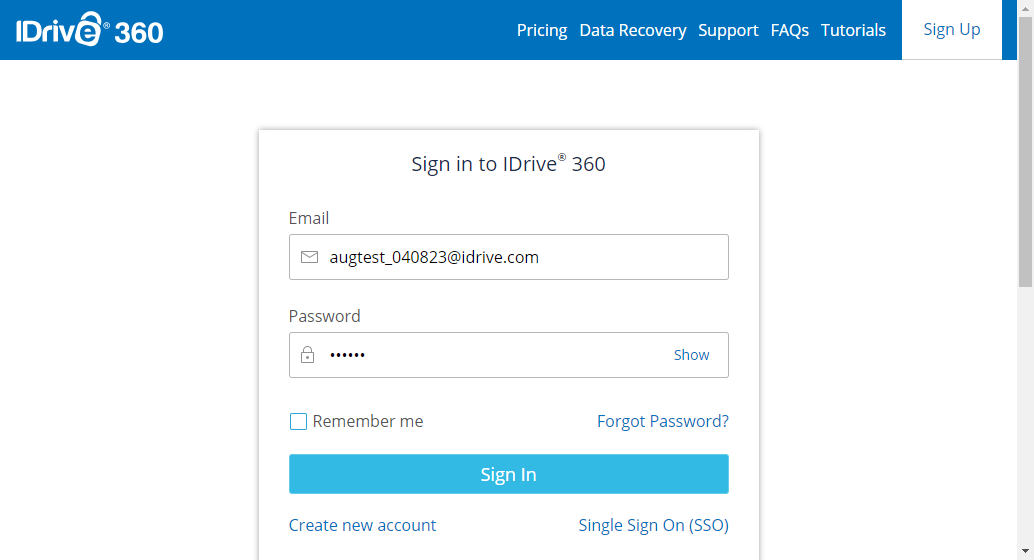 IDrive® 360
Pricing Data Recovery Support FAQs Tutorials Sign Up
Sign in to IDrive® 360
Email
augtest_040823@idrive.com
Password
••••••
Show
Remember me
Forgot Password?
Sign In
Create new account
Single Sign On (SSO)